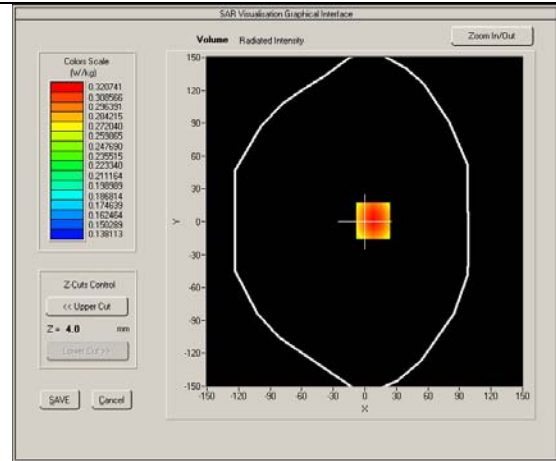 SAR Visualisation Graphical Interface
Volume Radiated Intensity
Zoom In/Out
Colors Scale
(W/kg)
0.320741
0.308566
0.296391
0.284215
0.272040
0.259865
0.247690
0.235515
0.223340
0.211164
0.198989
0.186814
0.174639
0.162464
0.150289
0.138113
Z-Cuts Control
<< Upper Cut
Z = 4.0 mm
Lower Cut >>
SAVE Cancel
150-
120-
90-
60-
30-
0-
-30-
-60-
-90-
-120-
-150-
Y
-150 -120 -90 -60 -30 0 30 60 90 120 150
X